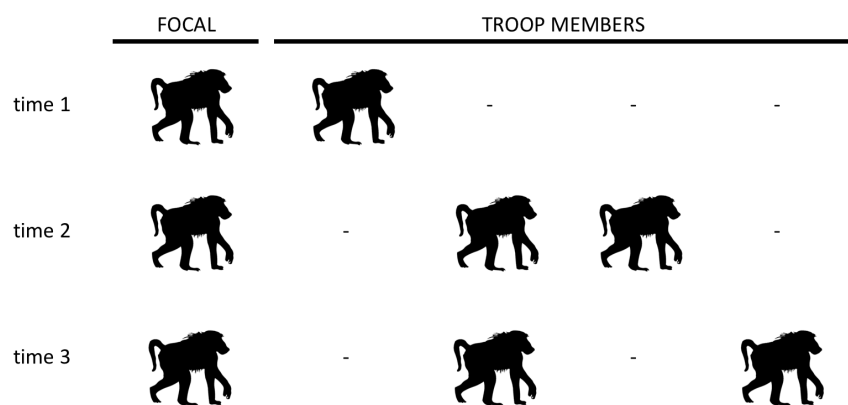 FOCAL TROOP MEMBERS
time 1 - - -
time 2 - -
time 3 - -